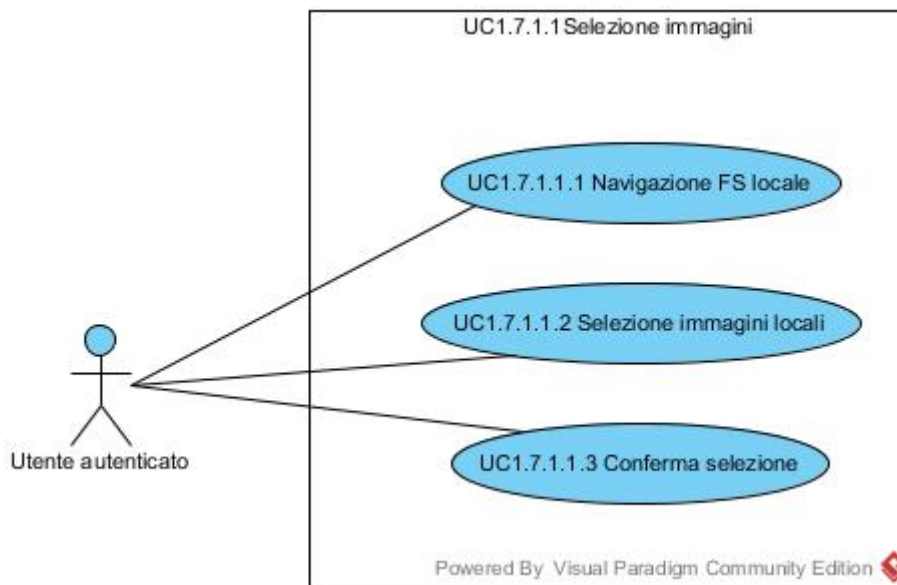 UC1.7.1.1Selezione immagini
UC1.7.1.1.1 Navigazione FS locale
UC1.7.1.1.2 Selezione immagini locali
Utente autenticato
UC1.7.1.1.3 Conferma selezione
Powered By Visual Paradigm Community Edition